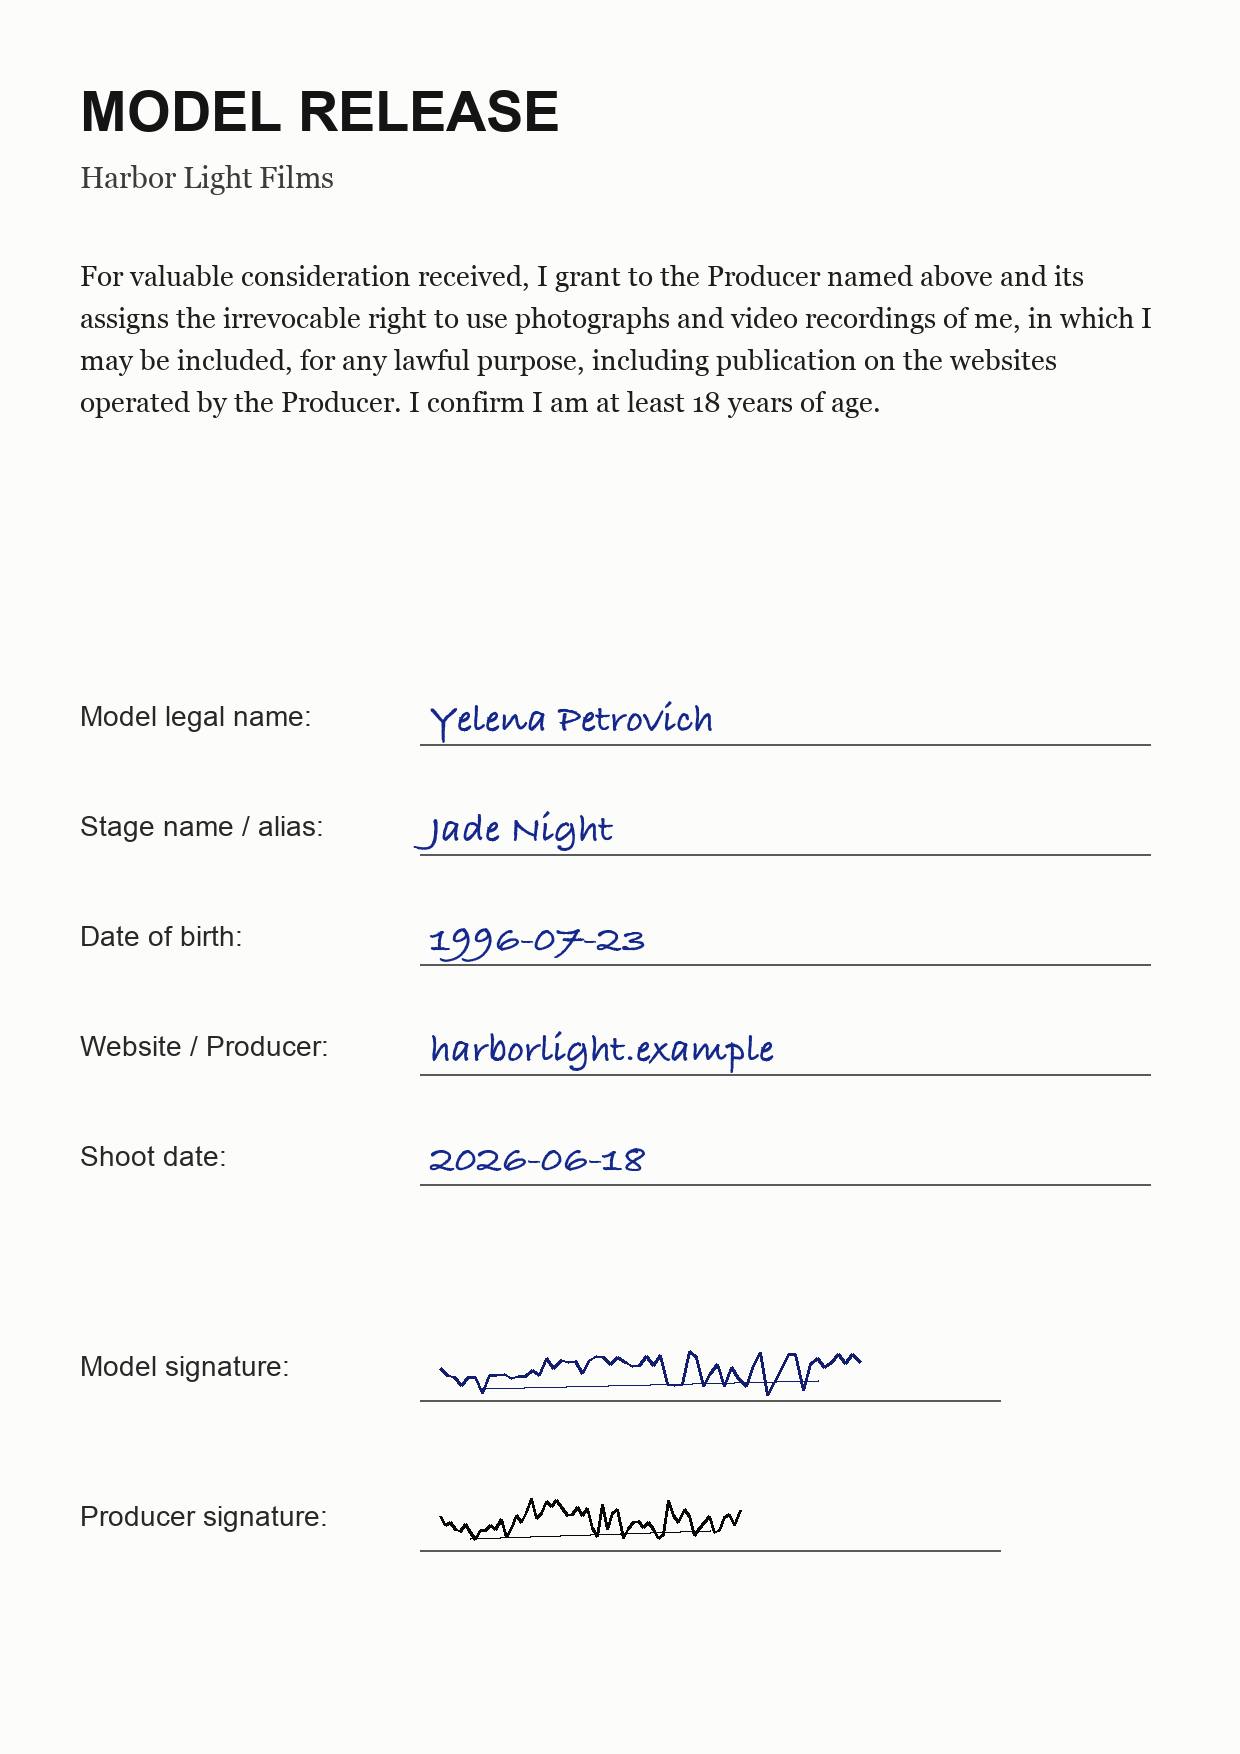 MODEL RELEASE
Harbor Light Films
For valuable consideration received, I grant to the Producer named above and its
assigns the irrevocable right to use photographs and video recordings of me, in which I
may be included, for any lawful purpose, including publication on the websites
operated by the Producer. I confirm I am at least 18 years of age.
Model legal name: Yelena Petrovich
Stage name / alias: Jade Night
Date of birth: 1996-07-23
Website / Producer: harborlight.example
Shoot date: 2026-06-18
Model signature:
Producer signature: